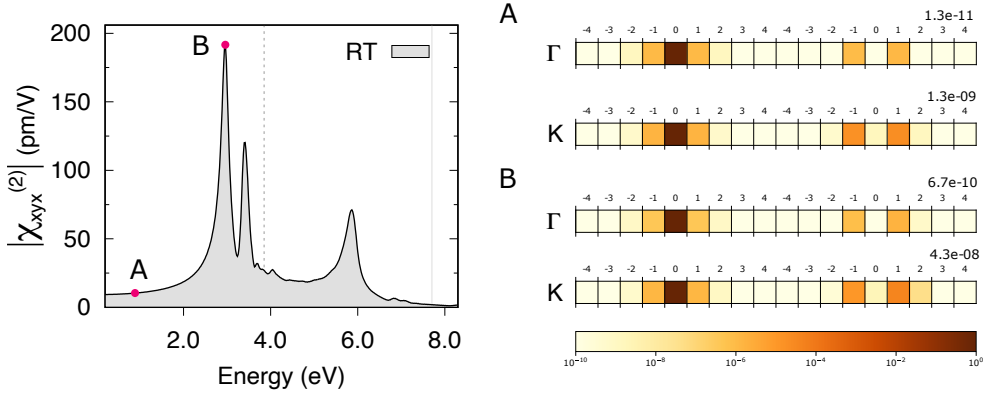 200
150
100
50
0
|χxyx(2)| (pm/V)
B
A
RT
2.0 4.0 6.0 8.0
Energy (eV)
A
1.3e-11
-4 -3 -2 -1 0 1 2 3 4 -4 -3 -2 -1 0 1 2 3 4
Γ
1.3e-09
-4 -3 -2 -1 0 1 2 3 4 -4 -3 -2 -1 0 1 2 3 4
K
B
6.7e-10
-4 -3 -2 -1 0 1 2 3 4 -4 -3 -2 -1 0 1 2 3 4
Γ
4.3e-08
-4 -3 -2 -1 0 1 2 3 4 -4 -3 -2 -1 0 1 2 3 4
K
10⁻¹⁰ 10⁻⁸ 10⁻⁶ 10⁻⁴ 10⁻² 10⁰